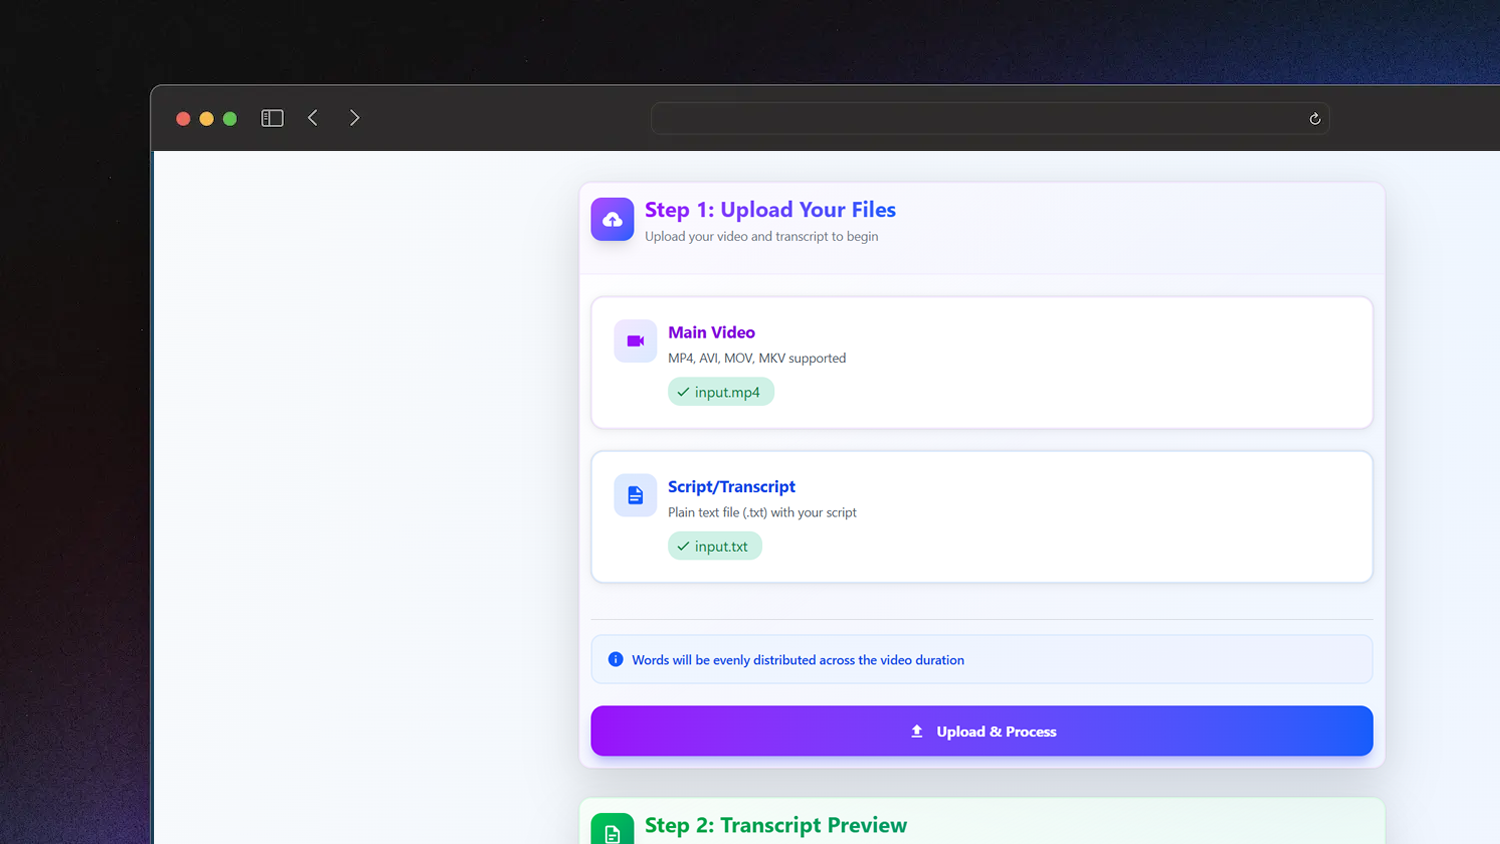 Step 1: Upload Your Files
Upload your video and transcript to begin
Main Video
MP4, AVI, MOV, MKV supported
input.mp4
Script/Transcript
Plain text file (.txt) with your script
input.txt
Words will be evenly distributed across the video duration
Upload & Process
Step 2: Transcript Preview